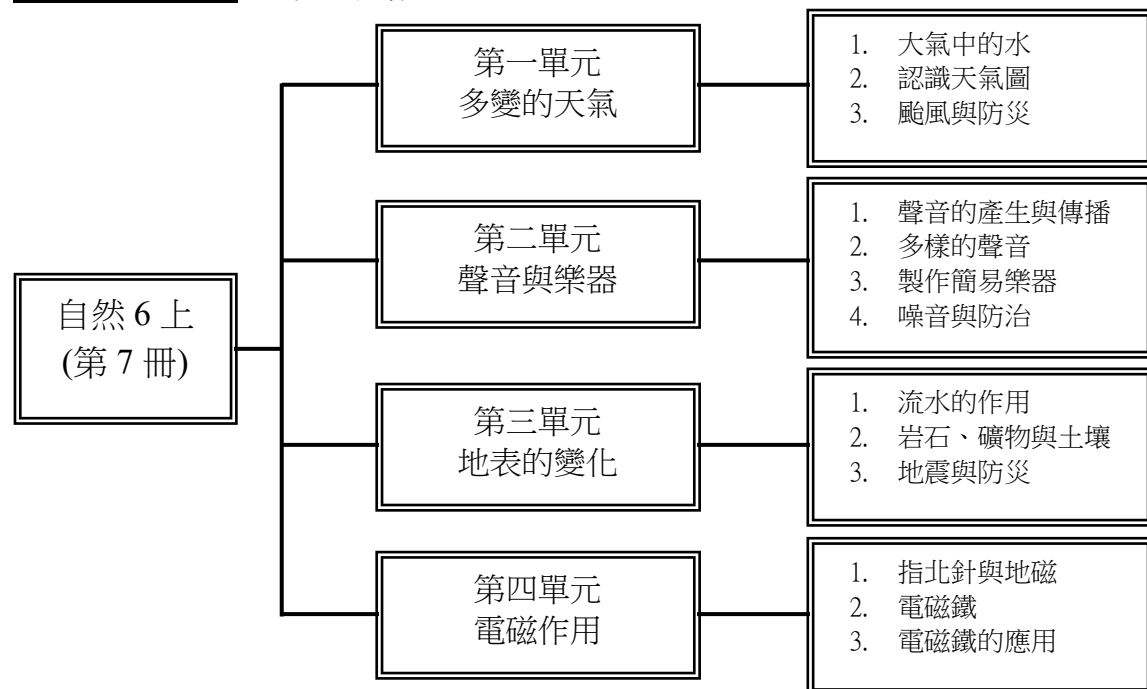 自然 6 上
(第 7 冊)
第一單元
多變的天氣
1. 大氣中的水
2. 認識天氣圖
3. 颱風與防災
第二單元
聲音與樂器
1. 聲音的產生與傳播
2. 多樣的聲音
3. 製作簡易樂器
4. 噪音與防治
第三單元
地表的變化
1. 流水的作用
2. 岩石、礦物與土壤
3. 地震與防災
第四單元
電磁作用
1. 指北針與地磁
2. 電磁鐵
3. 電磁鐵的應用